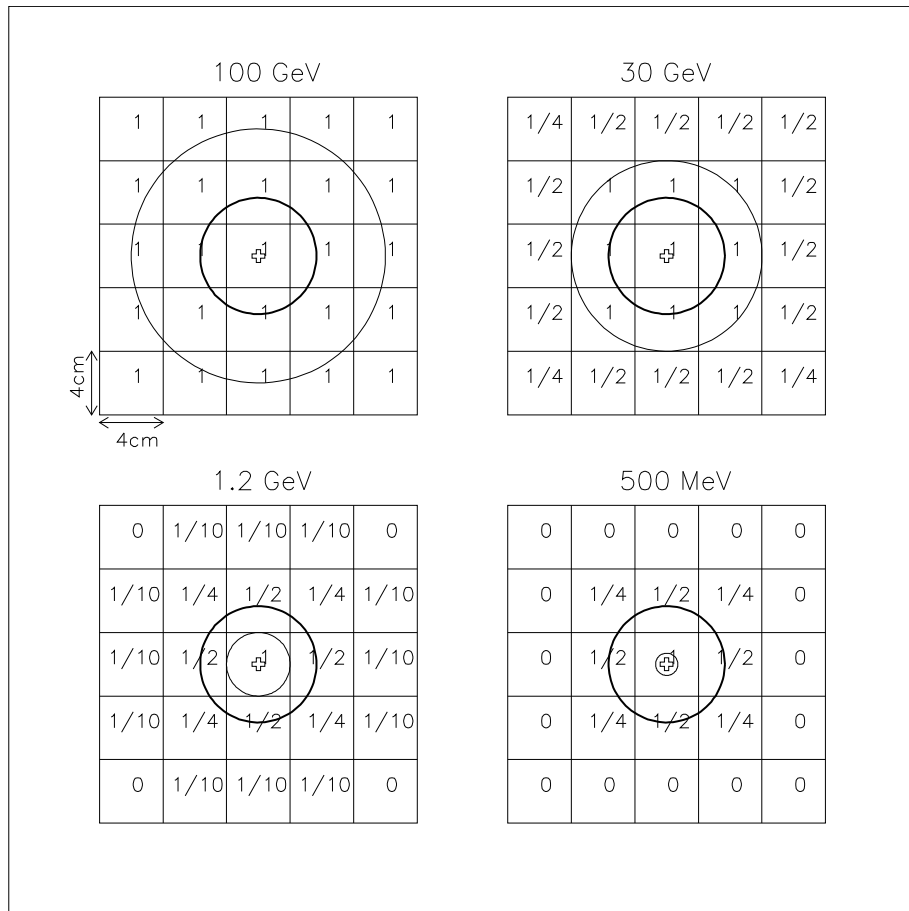 100 GeV 30 GeV
1 1 1 1 1 1/4 1/2 1/2 1/2 1/2
1 1 1 1 1 1/2 1 1 1 1/2
1 1 1 1 1 1/2 1 1 1 1/2
1 1 1 1 1 1/2 1 1 1 1/2
1 1 1 1 1 1/4 1/2 1/2 1/2 1/4
4cm
4cm
1.2 GeV 500 MeV
0 1/10 1/10 1/10 0 0 0 0 0 0
1/10 1/4 1/2 1/4 1/10 0 1/4 1/2 1/4 0
1/10 1/2 1 1/2 1/10 0 1/2 1 1/2 0
1/10 1/4 1/2 1/4 1/10 0 1/4 1/2 1/4 0
0 1/10 1/10 1/10 0 0 0 0 0 0